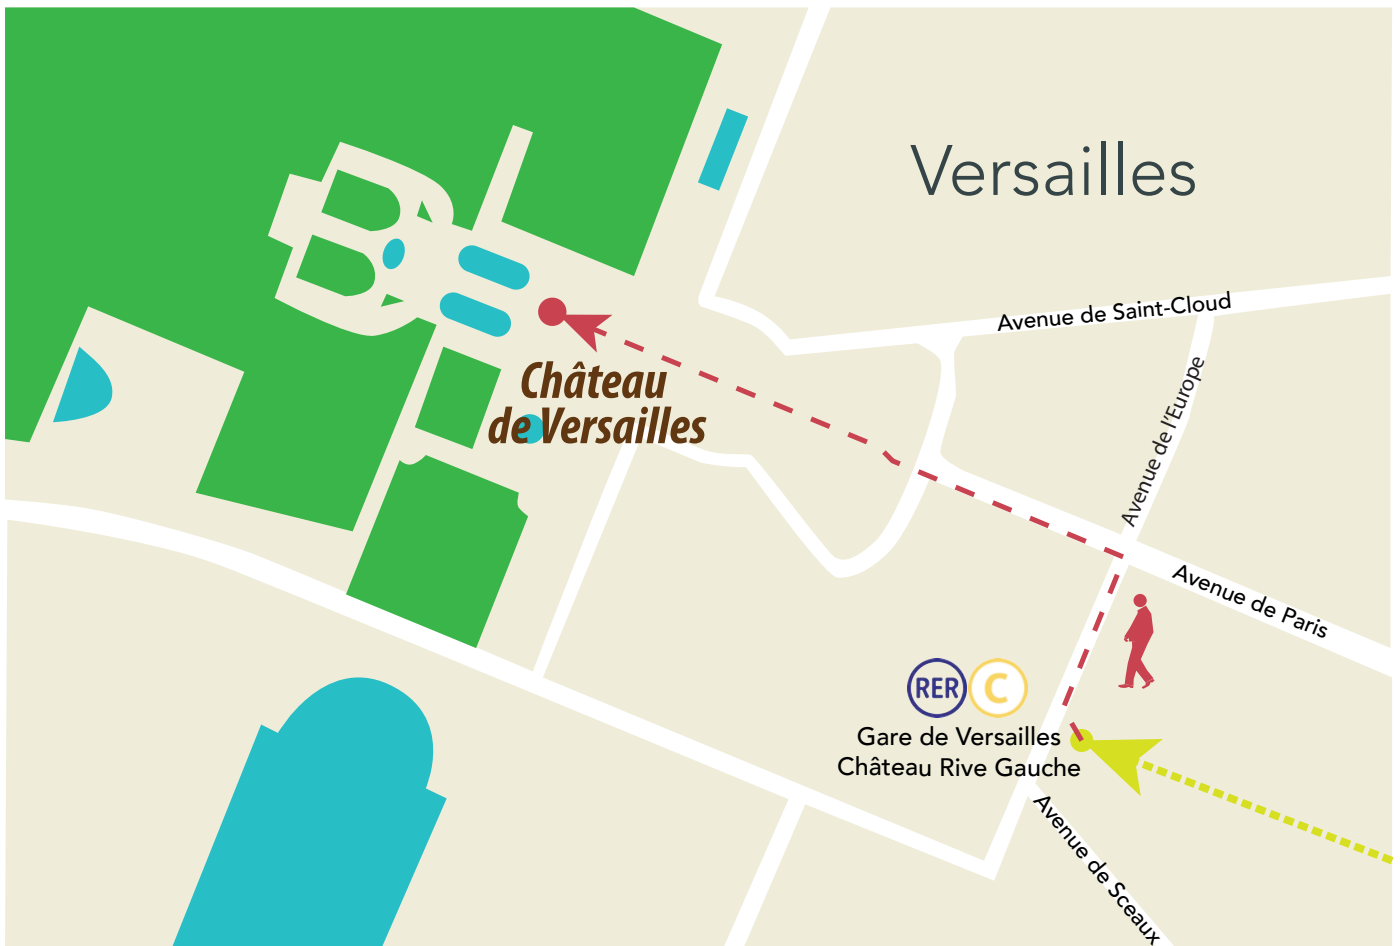 Versailles
Avenue de Saint-Cloud
Avenue de l'Europe
Château
de Versailles
Avenue de Paris
RER C
Gare de Versailles
Château Rive Gauche
Avenue de Sceaux